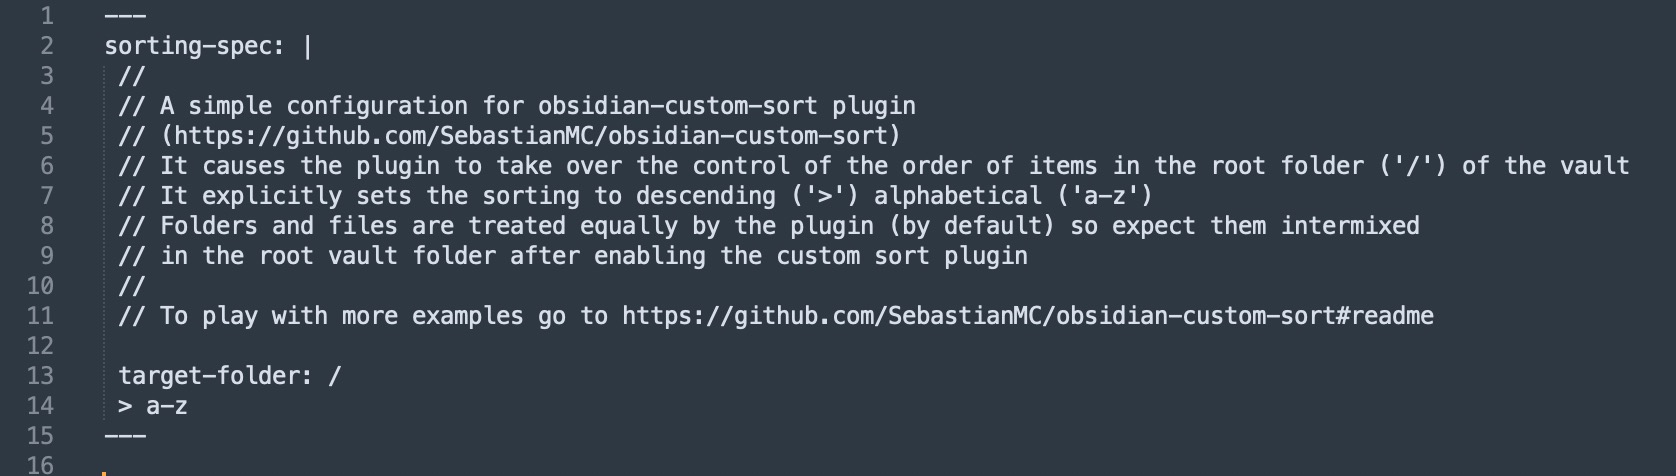 1 ---
2 sorting-spec: |
3 //
4 // A simple configuration for obsidian-custom-sort plugin
5 // (https://github.com/SebastianMC/obsidian-custom-sort)
6 // It causes the plugin to take over the control of the order of items in the root folder ('/') of the vault
7 // It explicitly sets the sorting to descending ('>') alphabetical ('a-z')
8 // Folders and files are treated equally by the plugin (by default) so expect them intermixed
9 // in the root vault folder after enabling the custom sort plugin
10 //
11 // To play with more examples go to https://github.com/SebastianMC/obsidian-custom-sort#readme
12
13 target-folder: /
14 > a-z
15 ---
16